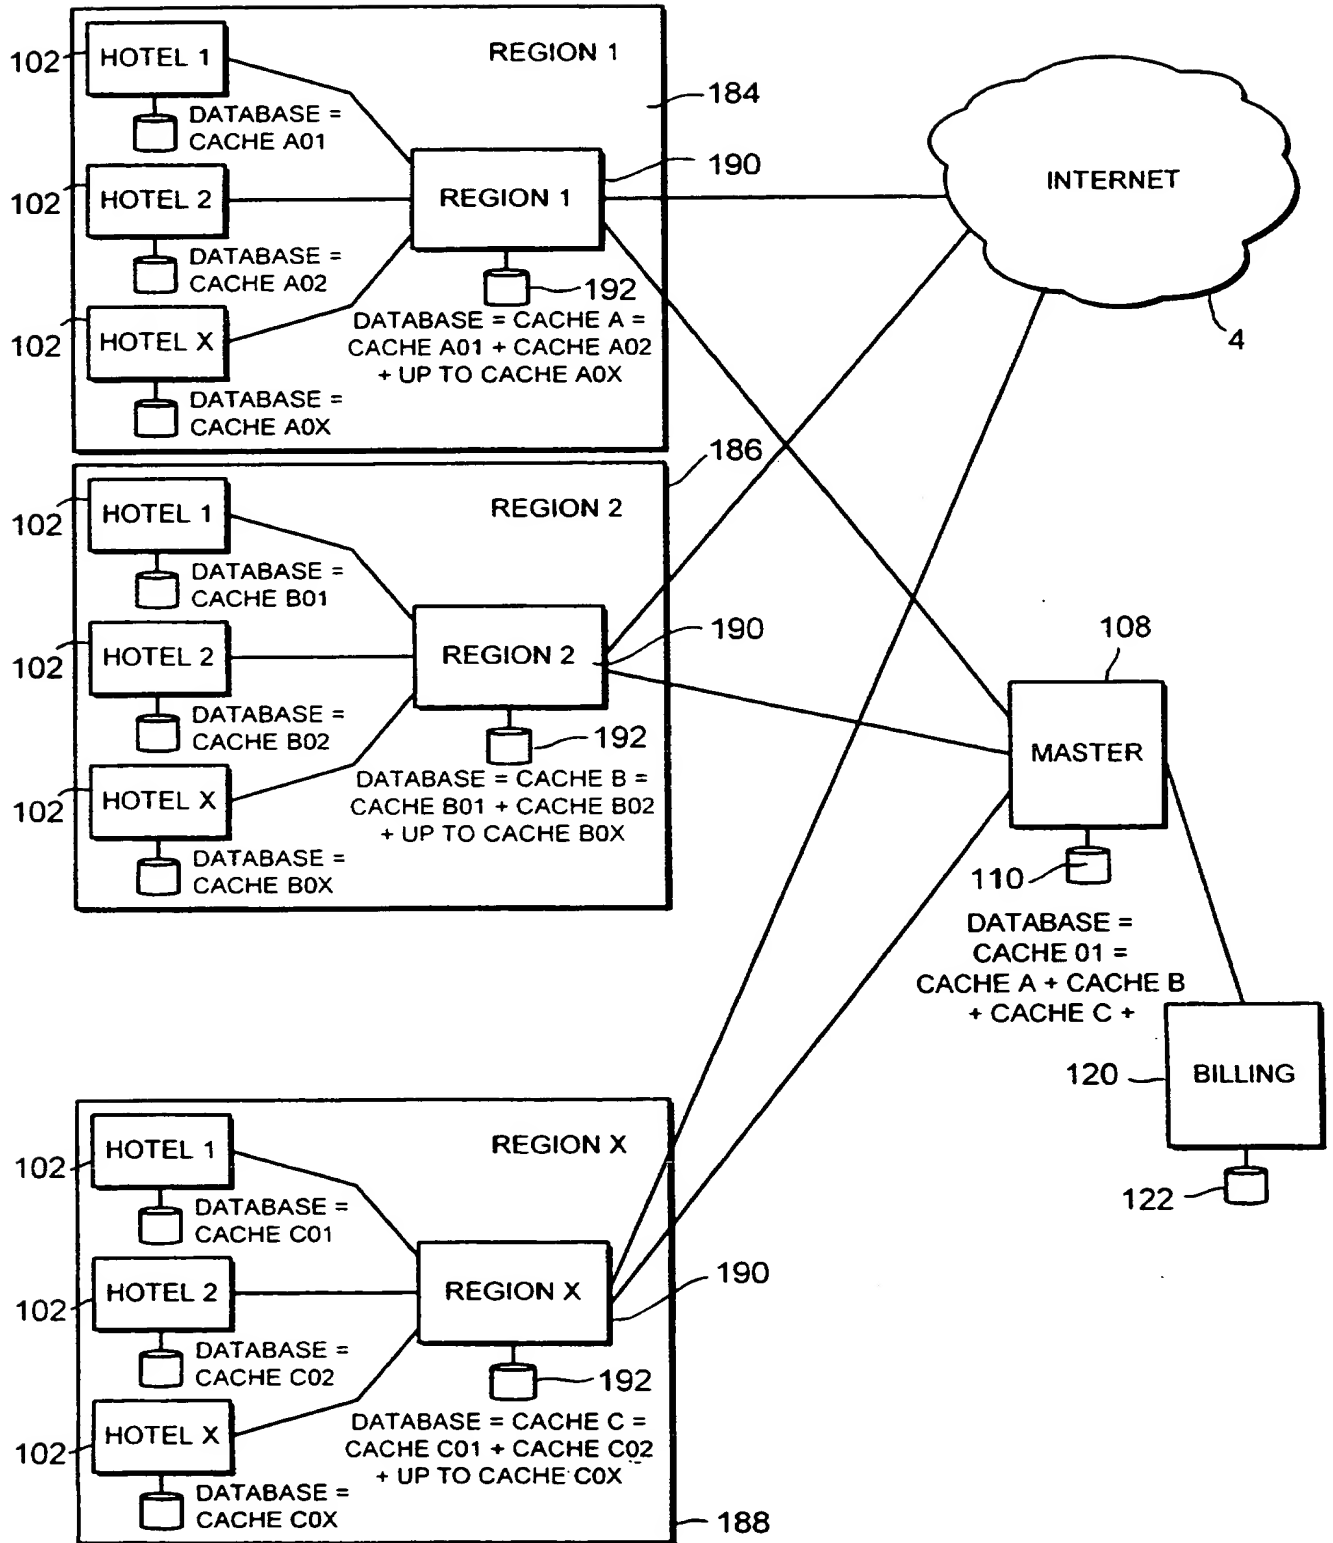 REGION 1
184
102
HOTEL 1
DATABASE =
CACHE A01
102
HOTEL 2
DATABASE =
CACHE A02
102
HOTEL X
DATABASE =
CACHE A0X
REGION 1
190
192
DATABASE = CACHE A =
CACHE A01 + CACHE A02
+ UP TO CACHE A0X
INTERNET
4
186
REGION 2
102
HOTEL 1
DATABASE =
CACHE B01
102
HOTEL 2
DATABASE =
CACHE B02
102
HOTEL X
DATABASE =
CACHE B0X
REGION 2
190
192
DATABASE = CACHE B =
CACHE B01 + CACHE B02
+ UP TO CACHE B0X
108
MASTER
110
DATABASE =
CACHE 01 =
CACHE A + CACHE B
+ CACHE C +
120
BILLING
122
REGION X
102
HOTEL 1
DATABASE =
CACHE C01
102
HOTEL 2
DATABASE =
CACHE C02
102
HOTEL X
DATABASE =
CACHE C0X
REGION X
190
192
DATABASE = CACHE C =
CACHE C01 + CACHE C02
+ UP TO CACHE C0X
188